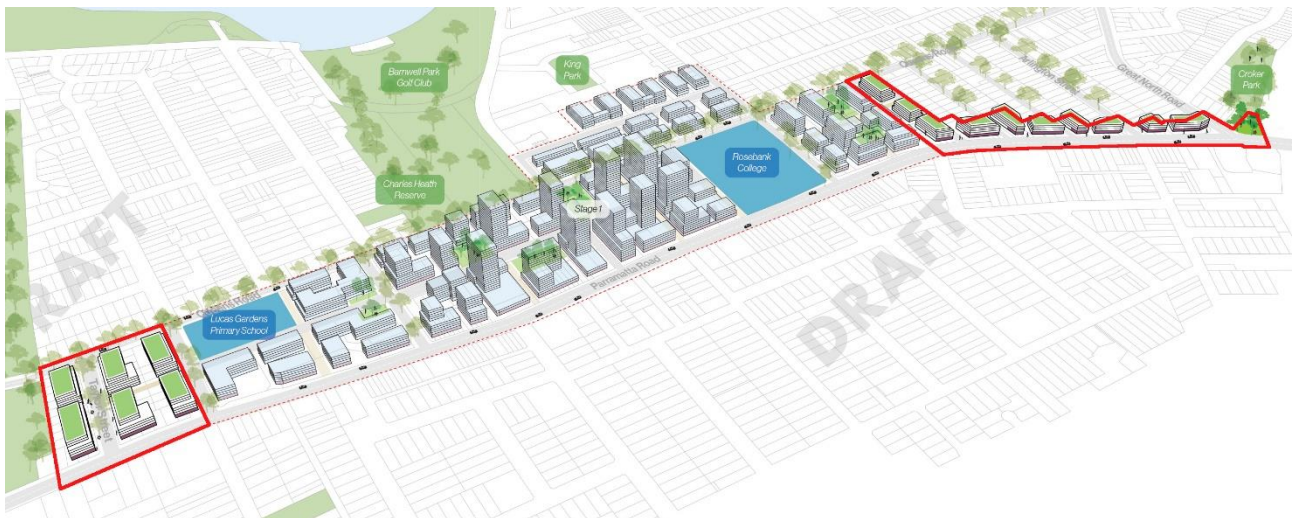 Barnwell Park
Golf Club
King
Park
Great North Road
Croker
Park
Rosebank
College
Charles Heath
Reserve
Stage 1
DRAFT
Parramatta Road
DRAFT
Lucas Gardens
Primary School
Street